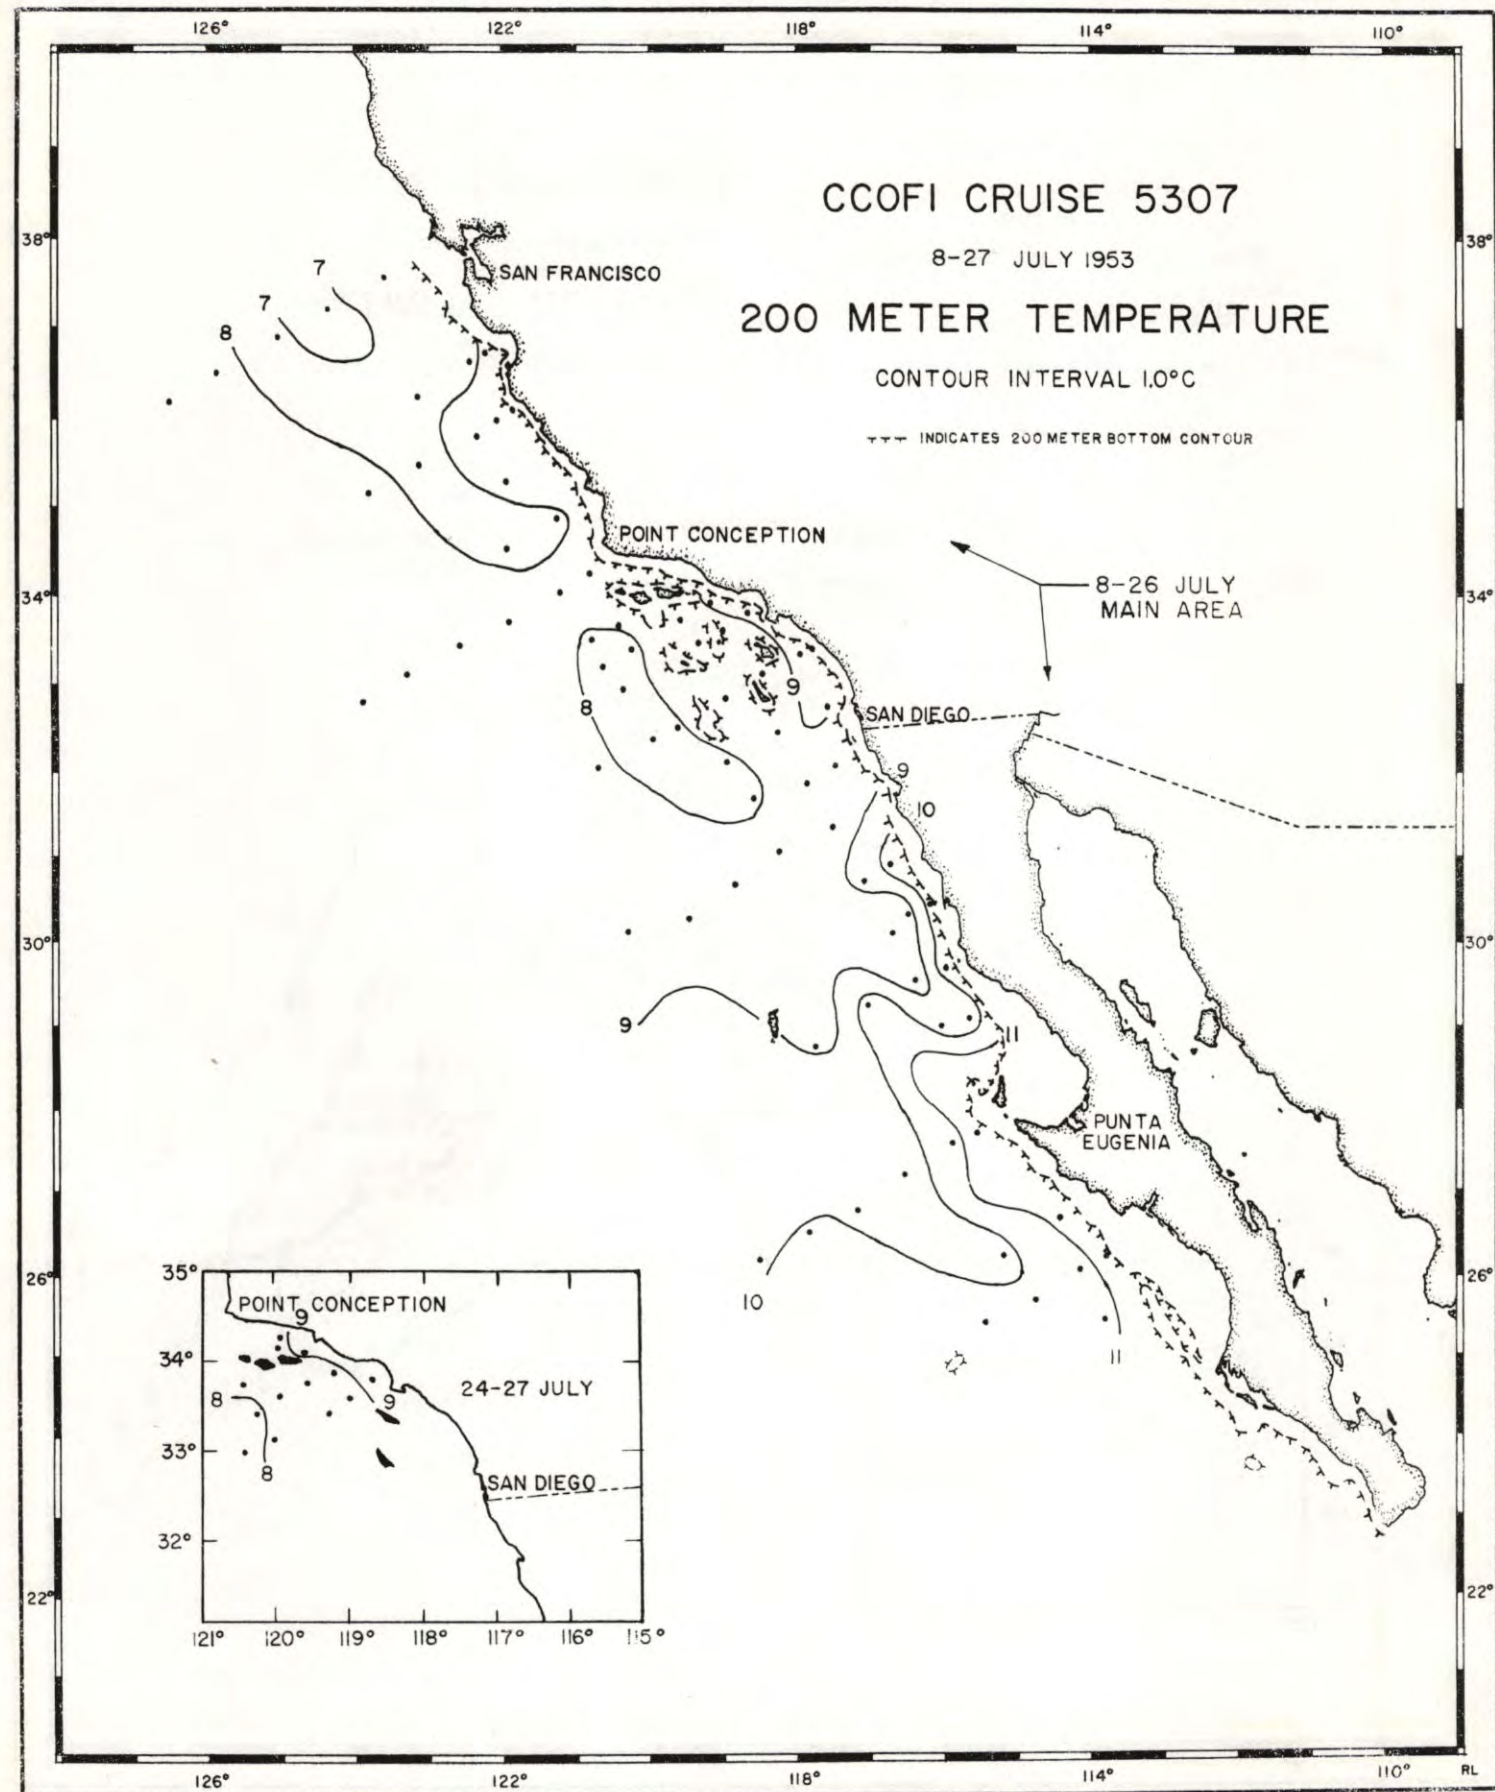 126° 122° 118° 114° 110°
CCOFI CRUISE 5307
8-27 JULY 1953
200 METER TEMPERATURE
CONTOUR INTERVAL 1.0°C
INDICATES 200 METER BOTTOM CONTOUR
38° 38°
SAN FRANCISCO
7
7
8
POINT CONCEPTION
8-26 JULY
MAIN AREA
34° 34°
9
8
SAN DIEGO
9
10
30° 30°
9
11
PUNTA
EUGENIA
26° 26°
10
11
35°
POINT CONCEPTION
9
34°
24-27 JULY
8
9
33°
8
SAN DIEGO
32°
121° 120° 119° 118° 117° 116° 115°
22° 22°
126° 122° 118° 114° 110°
RL